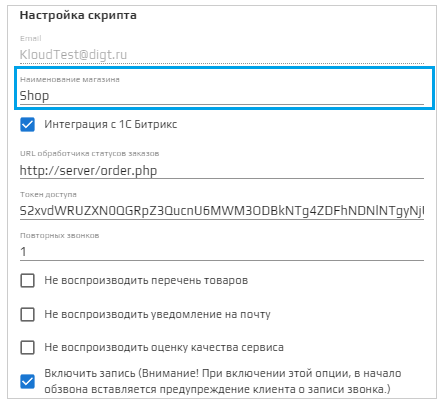 Настройка скрипта
Email
KloudTest@digt.ru
Наименование магазина
Shop
Интеграция с 1С Битрикс
URL обработчика статусов заказов
http://server/order.php
Токен доступа
S2xvdWRUZXN0QGRpZ3QucnU6MWM3ODBkNTg4ZDFhNDNlNTgyNjU
Повторных звонков
1
Не воспроизводить перечень товаров
Не воспроизводить уведомление на почту
Не воспроизводить оценку качества сервиса
Включить запись (Внимание! При включении этой опции, в начало
обзвона вставляется предупреждение клиента о записи звонка.)